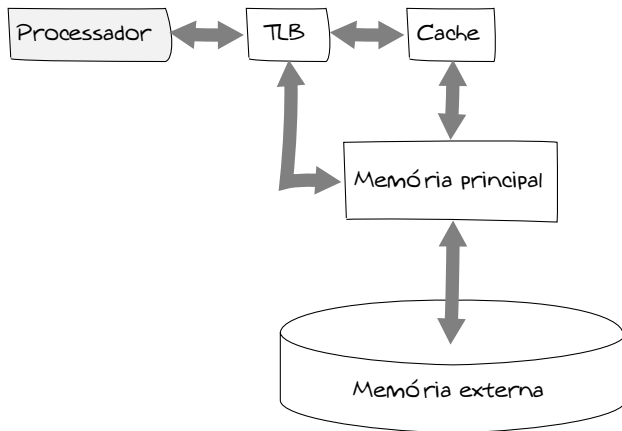 Processador
TLB
Cache
Memória principal
Memória externa